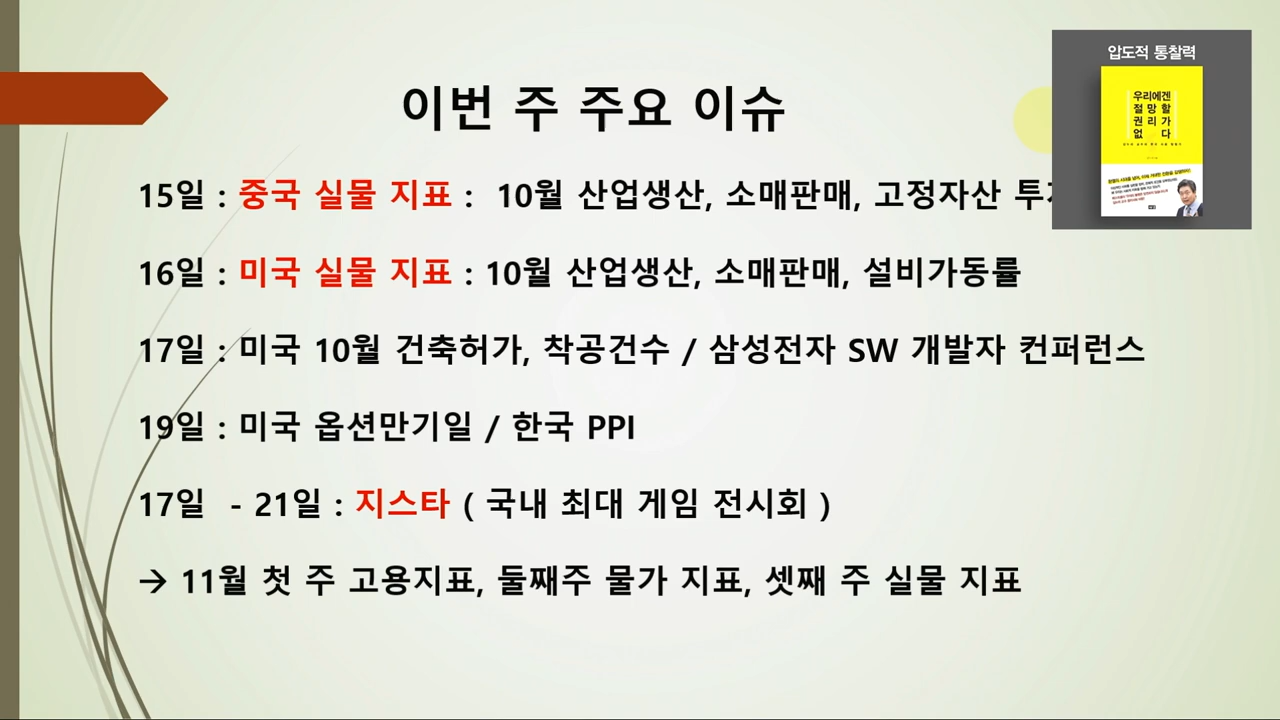 이번 주 주요 이슈
압도적 통찰력
우리에겐
절망할
권리가
없다
15일 : 중국 실물 지표 : 10월 산업생산, 소매판매, 고정자산
16일 : 미국 실물 지표 : 10월 산업생산, 소매판매, 설비가동률
17일 : 미국 10월 건축허가, 착공건수 / 삼성전자 SW 개발자 컨퍼런스
19일 : 미국 옵션만기일 / 한국 PPI
17일 - 21일 : 지스타 ( 국내 최대 게임 전시회 )
→ 11월 첫 주 고용지표, 둘째주 물가 지표, 셋째 주 실물 지표